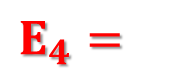 E₄ =